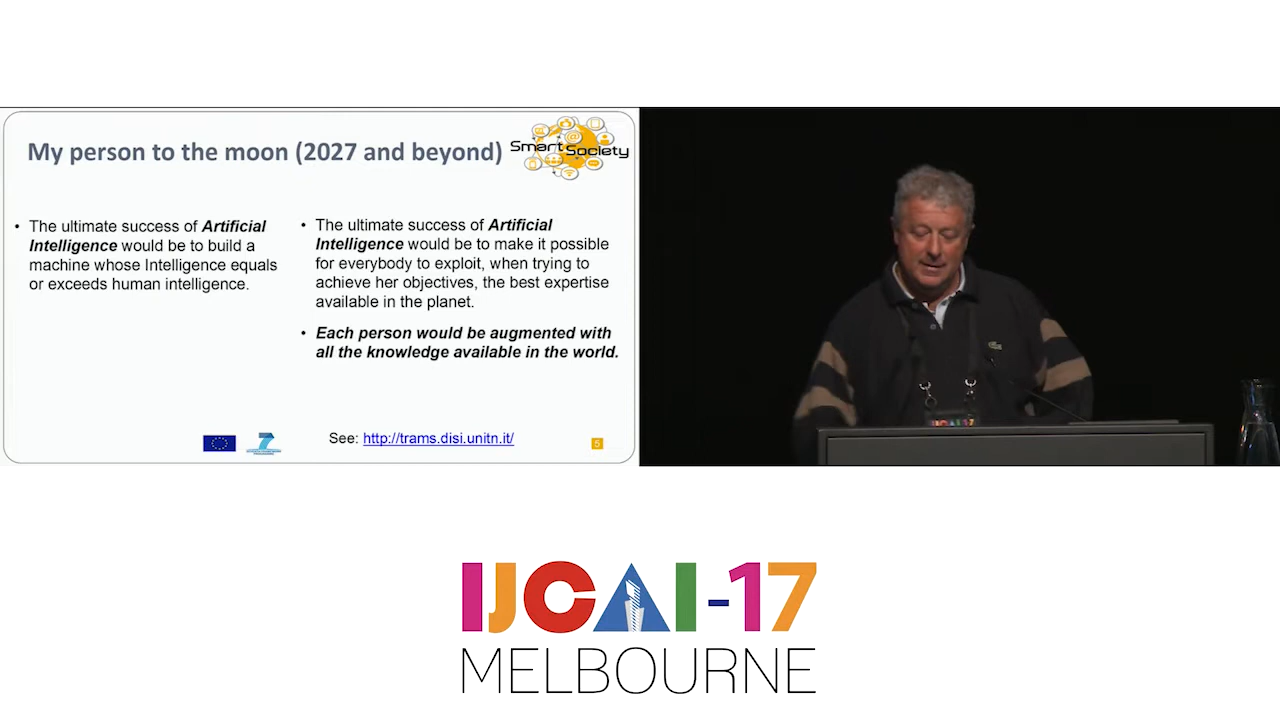 My person to the moon (2027 and beyond)
Smart Society
• The ultimate success of Artificial
Intelligence would be to build a
machine whose Intelligence equals
or exceeds human intelligence.
• The ultimate success of Artificial
Intelligence would be to make it possible
for everybody to exploit, when trying to
achieve her objectives, the best expertise
available in the planet.
• Each person would be augmented with
all the knowledge available in the world.
See: http://trams.disi.unitn.it/
5
IJCAI-17
IJCAI-17
MELBOURNE